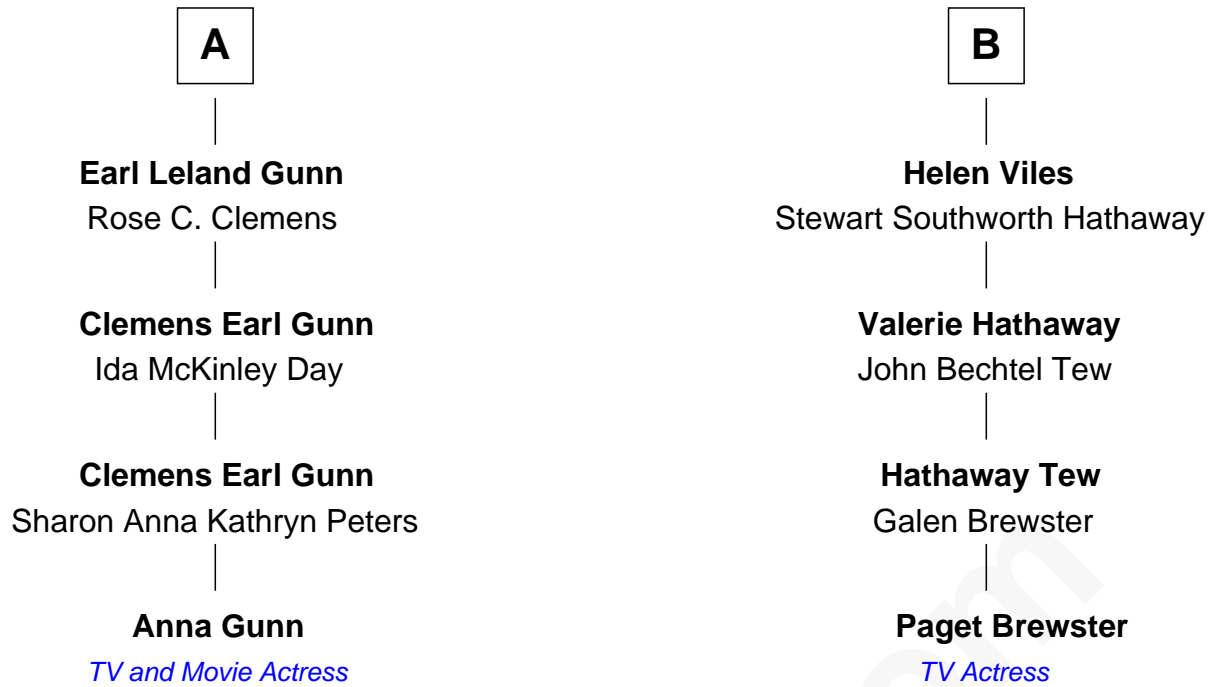 A
Earl Leland Gunn
Rose C. Clemens
Clemens Earl Gunn
Ida McKinley Day
Clemens Earl Gunn
Sharon Anna Kathryn Peters
Anna Gunn
TV and Movie Actress
B
Helen Viles
Stewart Southworth Hathaway
Valerie Hathaway
John Bechtel Tew
Hathaway Tew
Galen Brewster
Paget Brewster
TV Actress
om